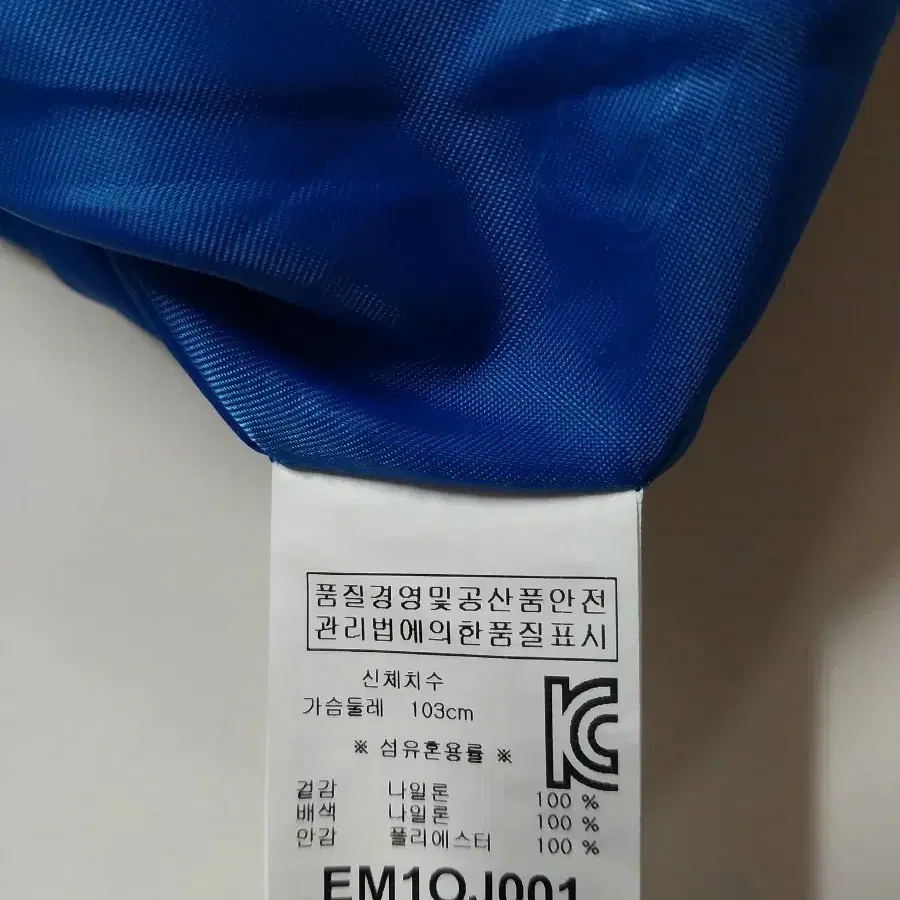 품질경영및공산품안전
관리법에의한품질표시
신체치수
가슴둘레 103cm
KC
※ 섬유혼용률 ※
겉감 나일론 100 %
배색 나일론 100 %
안감 폴리에스터 100 %
EM1QJ001